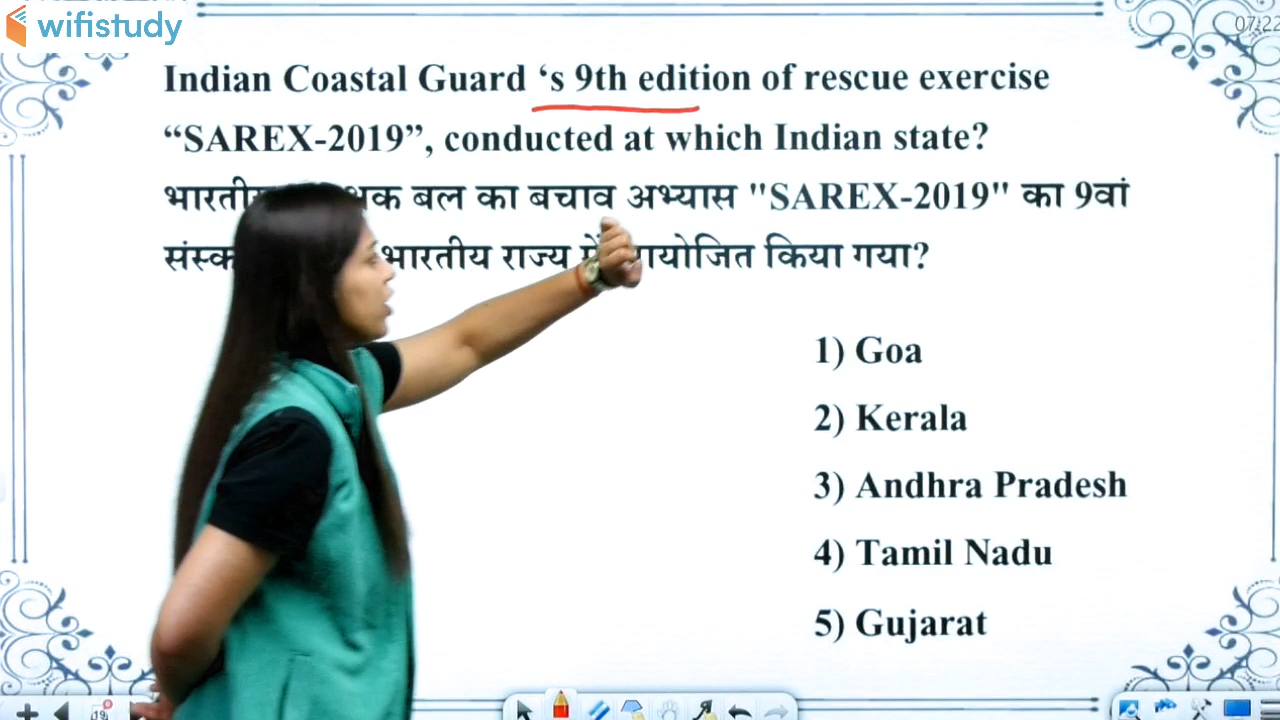 wifistudy
07:22
Indian Coastal Guard ‘s 9th edition of rescue exercise
“SAREX-2019”, conducted at which Indian state?
बल का बचाव अभ्यास "SAREX-2019" का 9वां
भारतीय राज्य किया गया?
1) Goa
2) Kerala
3) Andhra Pradesh
4) Tamil Nadu
5) Gujarat
19